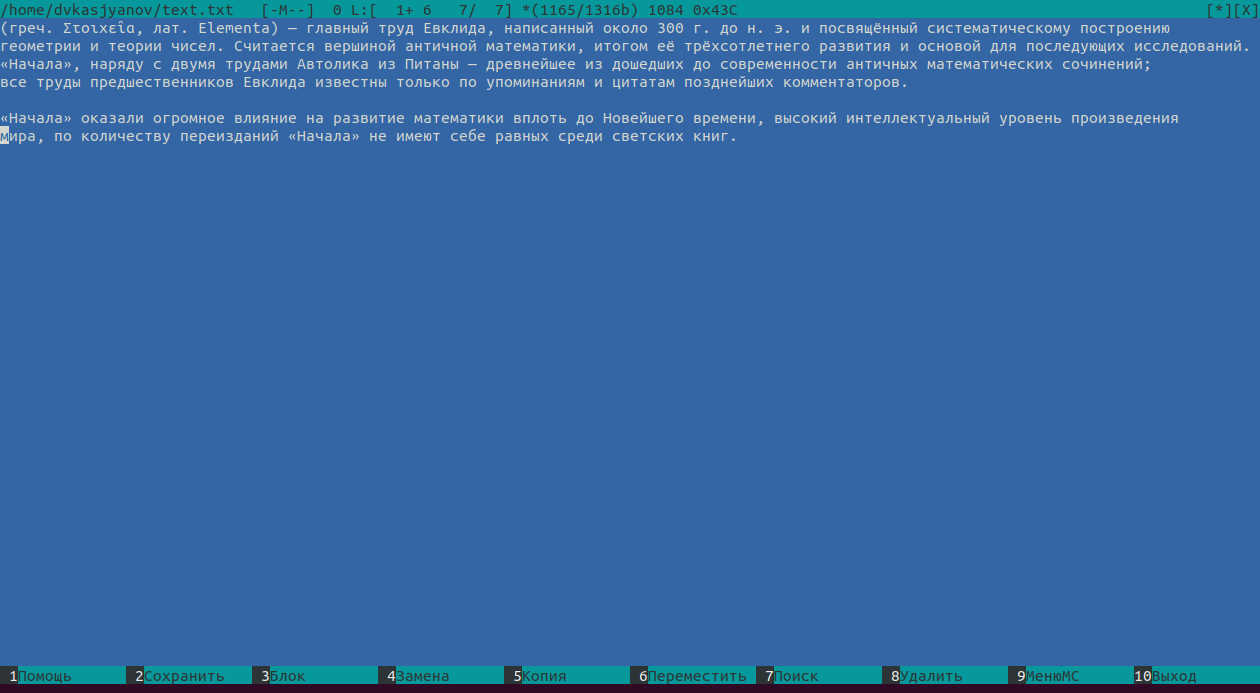 /home/dvkasjyanov/text.txt   [-M--]  0 L:[  1+ 6   7/  7] *(1165/1316b) 1084 0x43C [*][X]
(греч. Στοιχεῖα, лат. Elementa) — главный труд Евклида, написанный около 300 г. до н. э. и посвящённый систематическому построению
геометрии и теории чисел. Считается вершиной античной математики, итогом её трёхсотлетнего развития и основой для последующих исследований.
«Начала», наряду с двумя трудами Автолика из Питаны — древнейшее из дошедших до современности античных математических сочинений;
все труды предшественников Евклида известны только по упоминаниям и цитатам позднейших комментаторов.
«Начала» оказали огромное влияние на развитие математики вплоть до Новейшего времени, высокий интеллектуальный уровень произведения
мира, по количеству переизданий «Начала» не имеют себе равных среди светских книг.
1Помощь 2Сохранить 3Блок 4Замена 5Копия 6Переместить 7Поиск 8Удалить 9МенюMC 10Выход